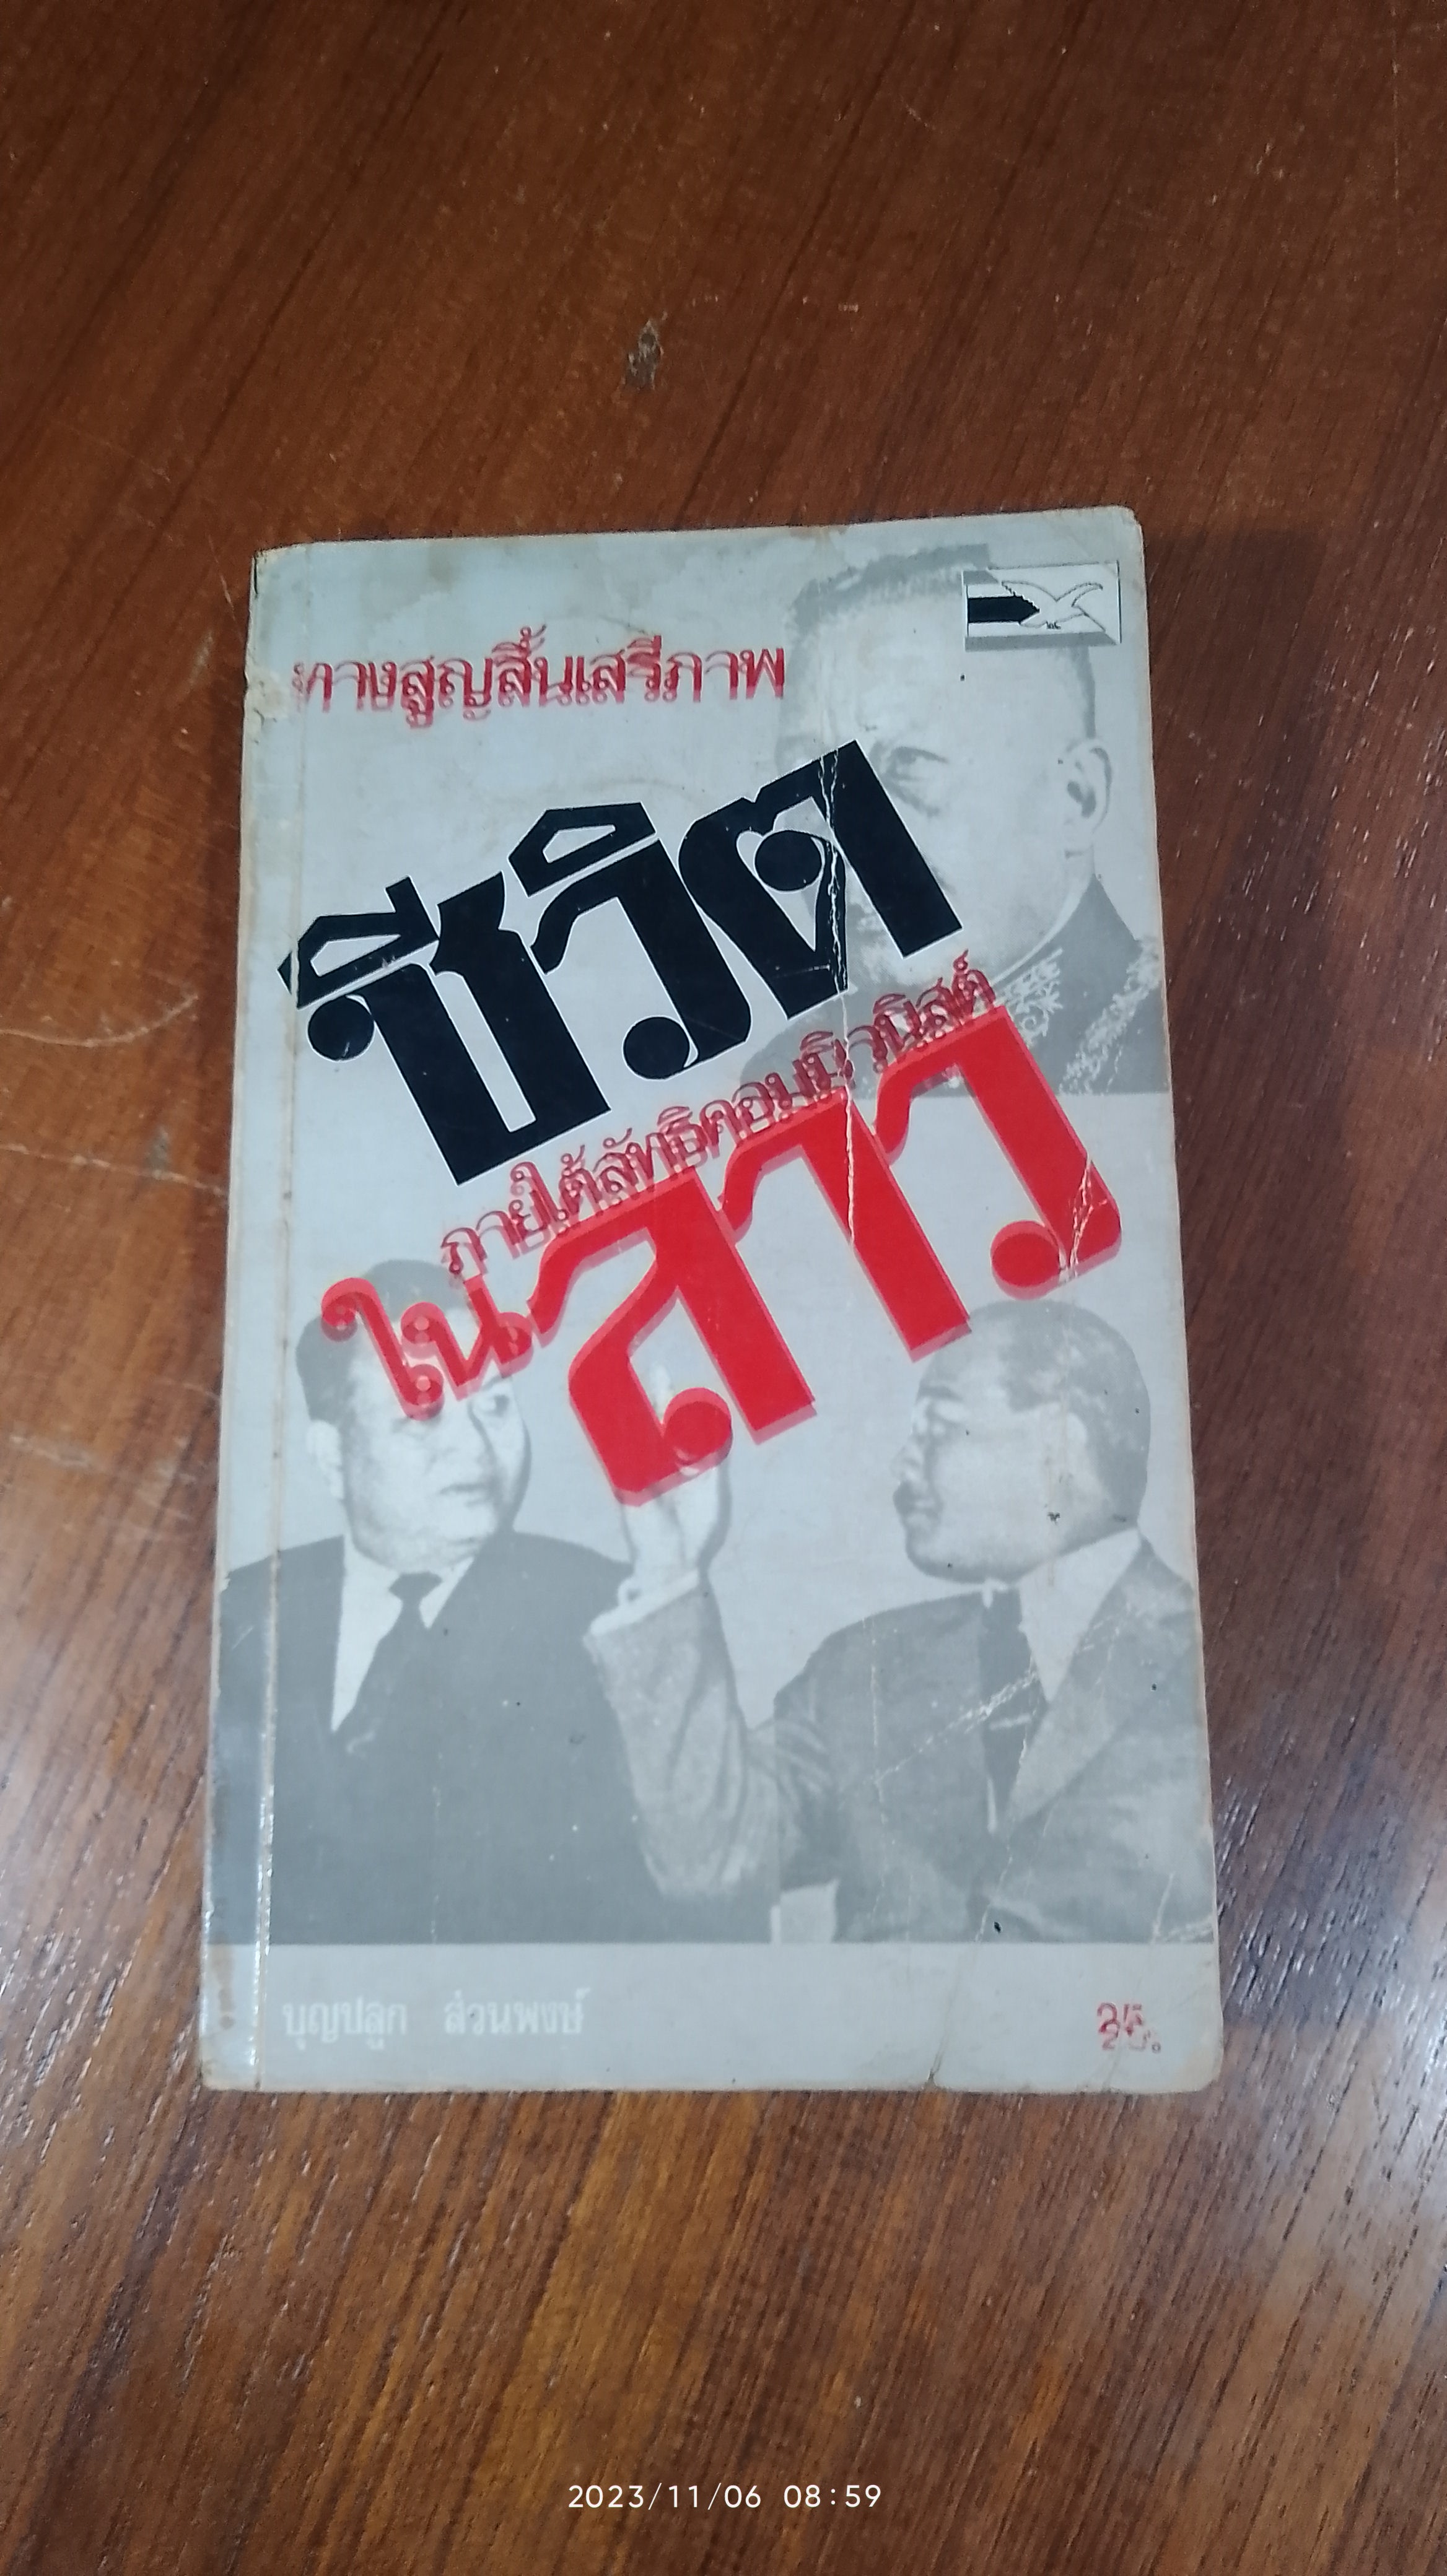 ทางสูญสิ้นเสรีภาพ
ชีวิต
ภายใต้ลัทธิคอมมิวนิสต์
ในลาว
บุญปลูก ส่วนพงษ์
2023/11/06 08:59